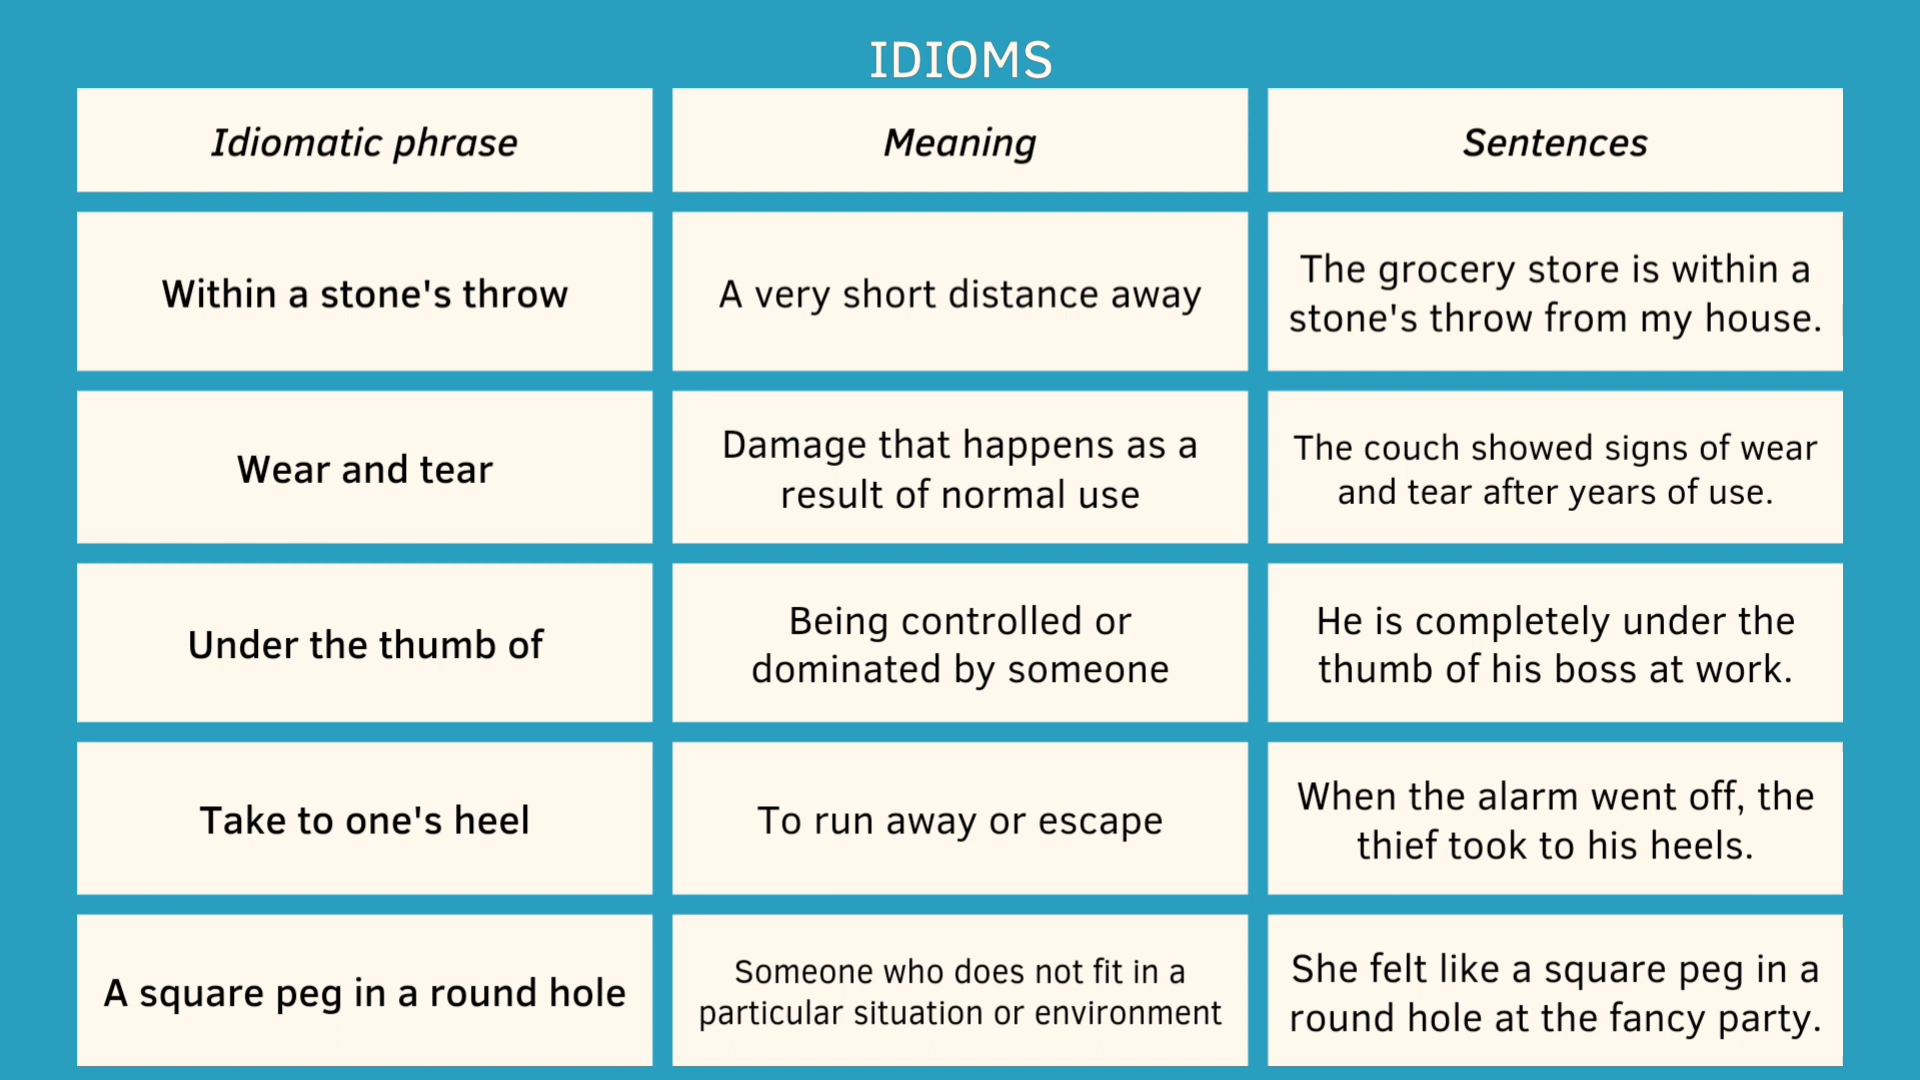 IDIOMS
Idiomatic phrase
Meaning
Sentences
Within a stone's throw
A very short distance away
The grocery store is within a
stone's throw from my house.
Wear and tear
Damage that happens as a
result of normal use
The couch showed signs of wear
and tear after years of use.
Under the thumb of
Being controlled or
dominated by someone
He is completely under the
thumb of his boss at work.
Take to one's heel
To run away or escape
When the alarm went off, the
thief took to his heels.
A square peg in a round hole
Someone who does not fit in a
particular situation or environment
She felt like a square peg in a
round hole at the fancy party.